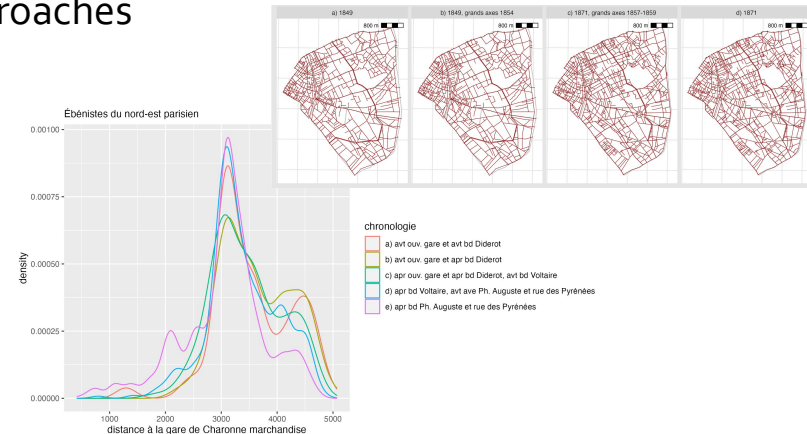 roaches
a) 1849
b) 1849, grands axes 1854
c) 1871, grands axes 1857-1859
d) 1871
800 m
800 m
800 m
800 m
Ébénistes du nord-est parisien
0.00100
0.00075
0.00050
0.00025
0.00000
density
1000 2000 3000 4000 5000
distance à la gare de Charonne marchandise
chronologie
a) avt ouv. gare et avt bd Diderot
b) avt ouv. gare et apr bd Diderot
c) apr ouv. gare et apr bd Diderot, avt bd Voltaire
d) apr bd Voltaire, avt ave Ph. Auguste et rue des Pyrénées
e) apr bd Ph. Auguste et rue des Pyrénées